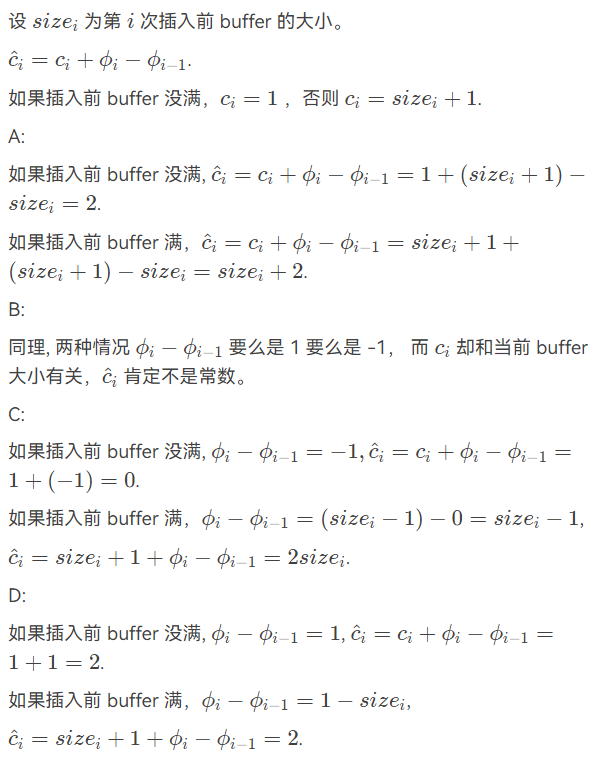 设 $size_i$ 为第 $i$ 次插入前 buffer 的大小。
$\hat{c}_i = c_i + \phi_i - \phi_{i-1}$.
如果插入前 buffer 没满，$c_i = 1$ ，否则 $c_i = size_i + 1$.
A:
如果插入前 buffer 没满, $\hat{c}_i = c_i + \phi_i - \phi_{i-1} = 1 + (size_i + 1) -$
$size_i = 2$.
如果插入前 buffer 满，$\hat{c}_i = c_i + \phi_i - \phi_{i-1} = size_i + 1 +$
$(size_i + 1) - size_i = size_i + 2$.
B:
同理, 两种情况 $\phi_i - \phi_{i-1}$ 要么是 1 要么是 -1， 而 $c_i$ 却和当前 buffer
大小有关，$\hat{c}_i$ 肯定不是常数。
C:
如果插入前 buffer 没满, $\phi_i - \phi_{i-1} = -1, \hat{c}_i = c_i + \phi_i - \phi_{i-1} =$
$1 + (-1) = 0$.
如果插入前 buffer 满，$\phi_i - \phi_{i-1} = (size_i - 1) - 0 = size_i - 1$,
$\hat{c}_i = size_i + 1 + \phi_i - \phi_{i-1} = 2size_i$.
D:
如果插入前 buffer 没满, $\phi_i - \phi_{i-1} = 1$, $\hat{c}_i = c_i + \phi_i - \phi_{i-1} =$
$1 + 1 = 2$.
如果插入前 buffer 满，$\phi_i - \phi_{i-1} = 1 - size_i$,
$\hat{c}_i = size_i + 1 + \phi_i - \phi_{i-1} = 2$.